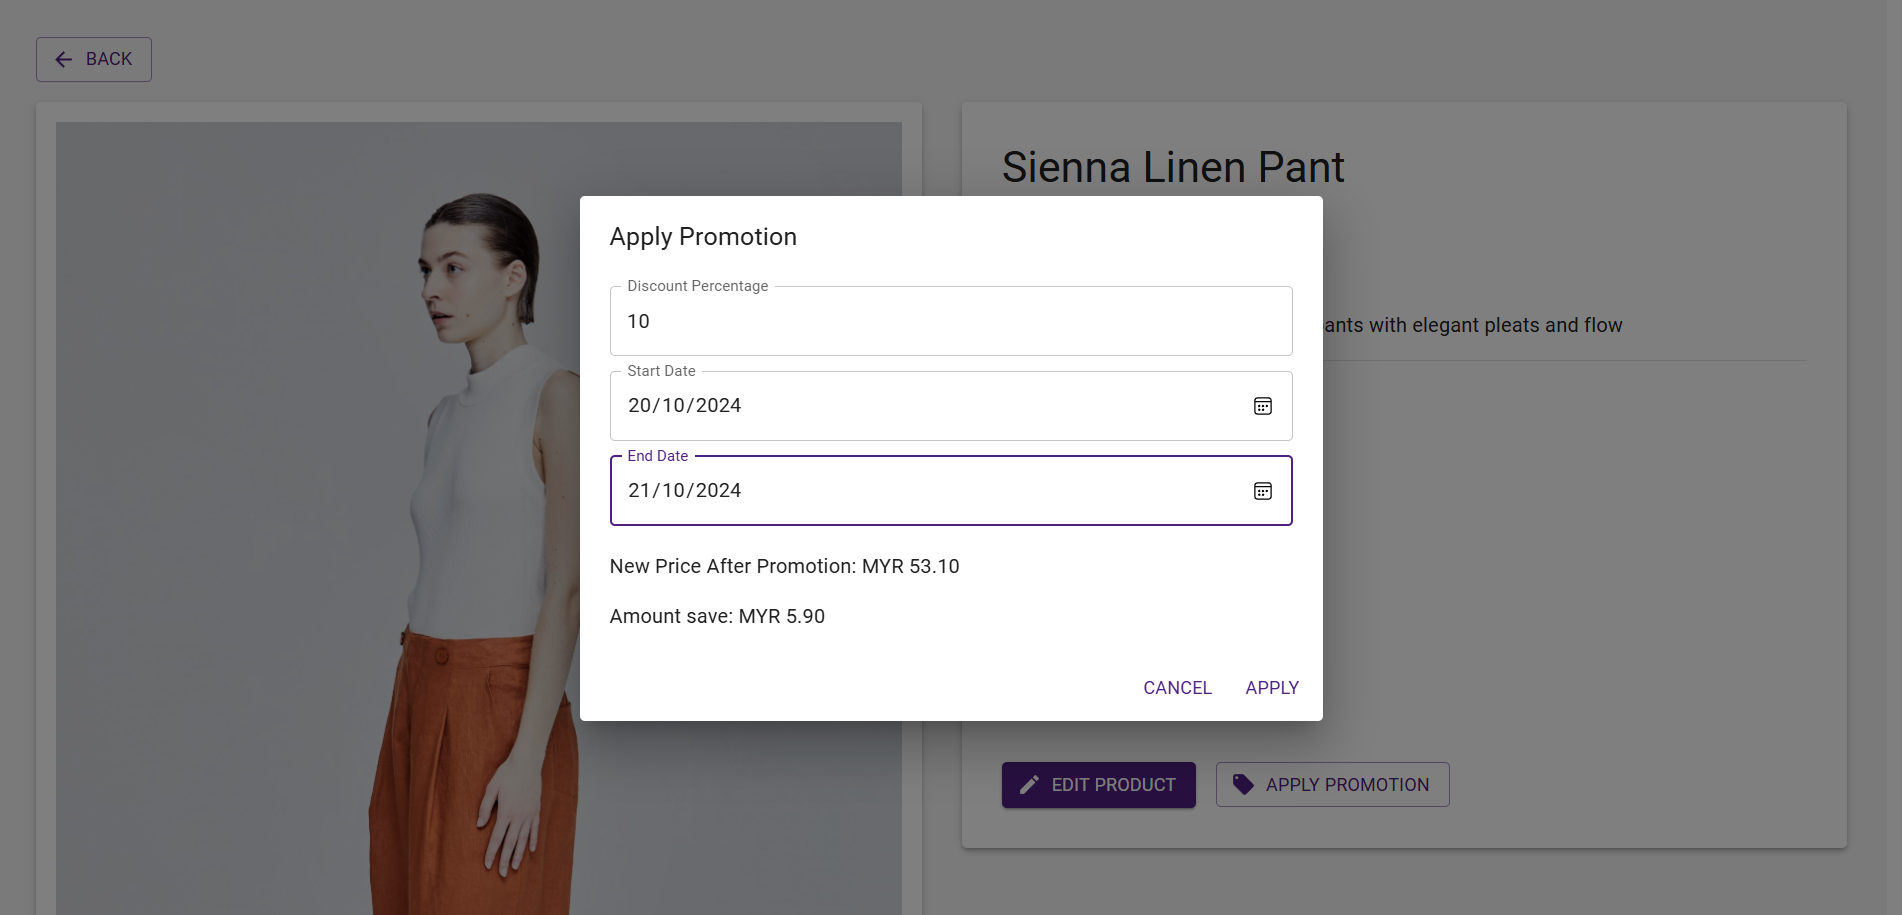 BACK
Sienna Linen Pant
ants with elegant pleats and flow
Apply Promotion
Discount Percentage
10
Start Date
20/10/2024
End Date
21/10/2024
New Price After Promotion: MYR 53.10
Amount save: MYR 5.90
CANCEL APPLY
EDIT PRODUCT APPLY PROMOTION